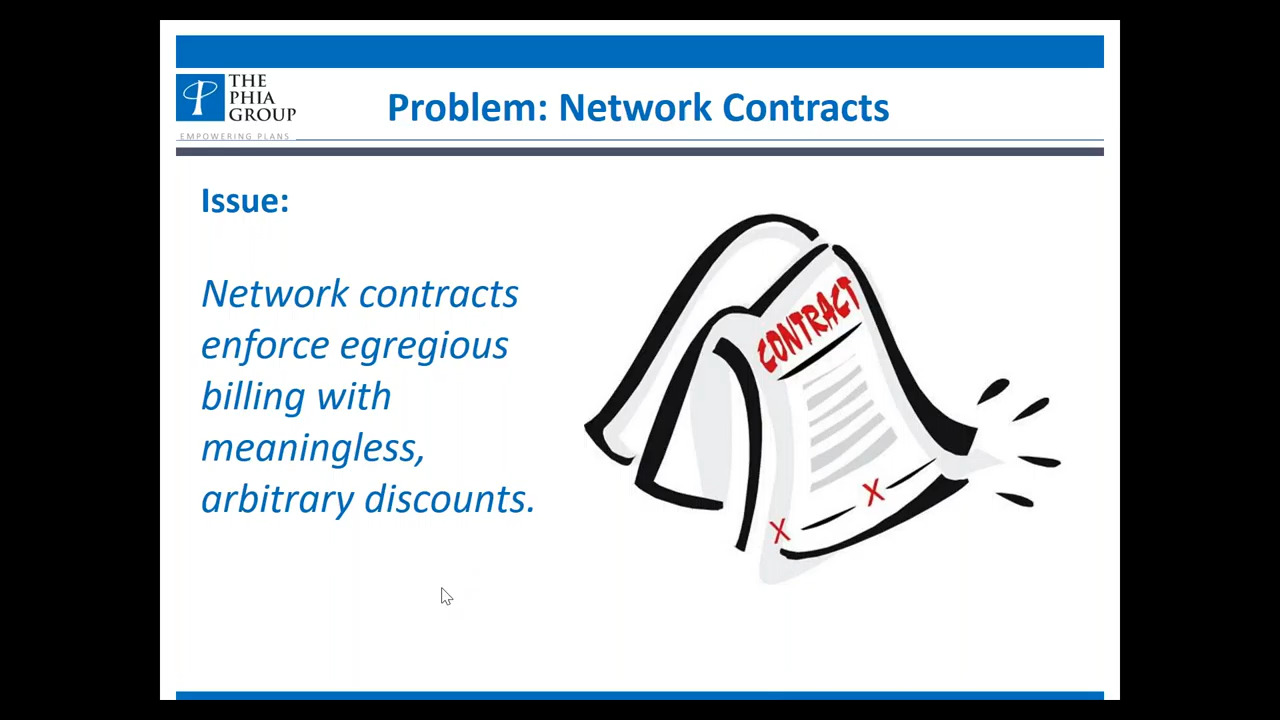 THE
PHIA
GROUP
EMPOWERING PLANS
Problem: Network Contracts
Issue:
Network contracts
enforce egregious
billing with
meaningless,
arbitrary discounts.
CONTRACT
X
X